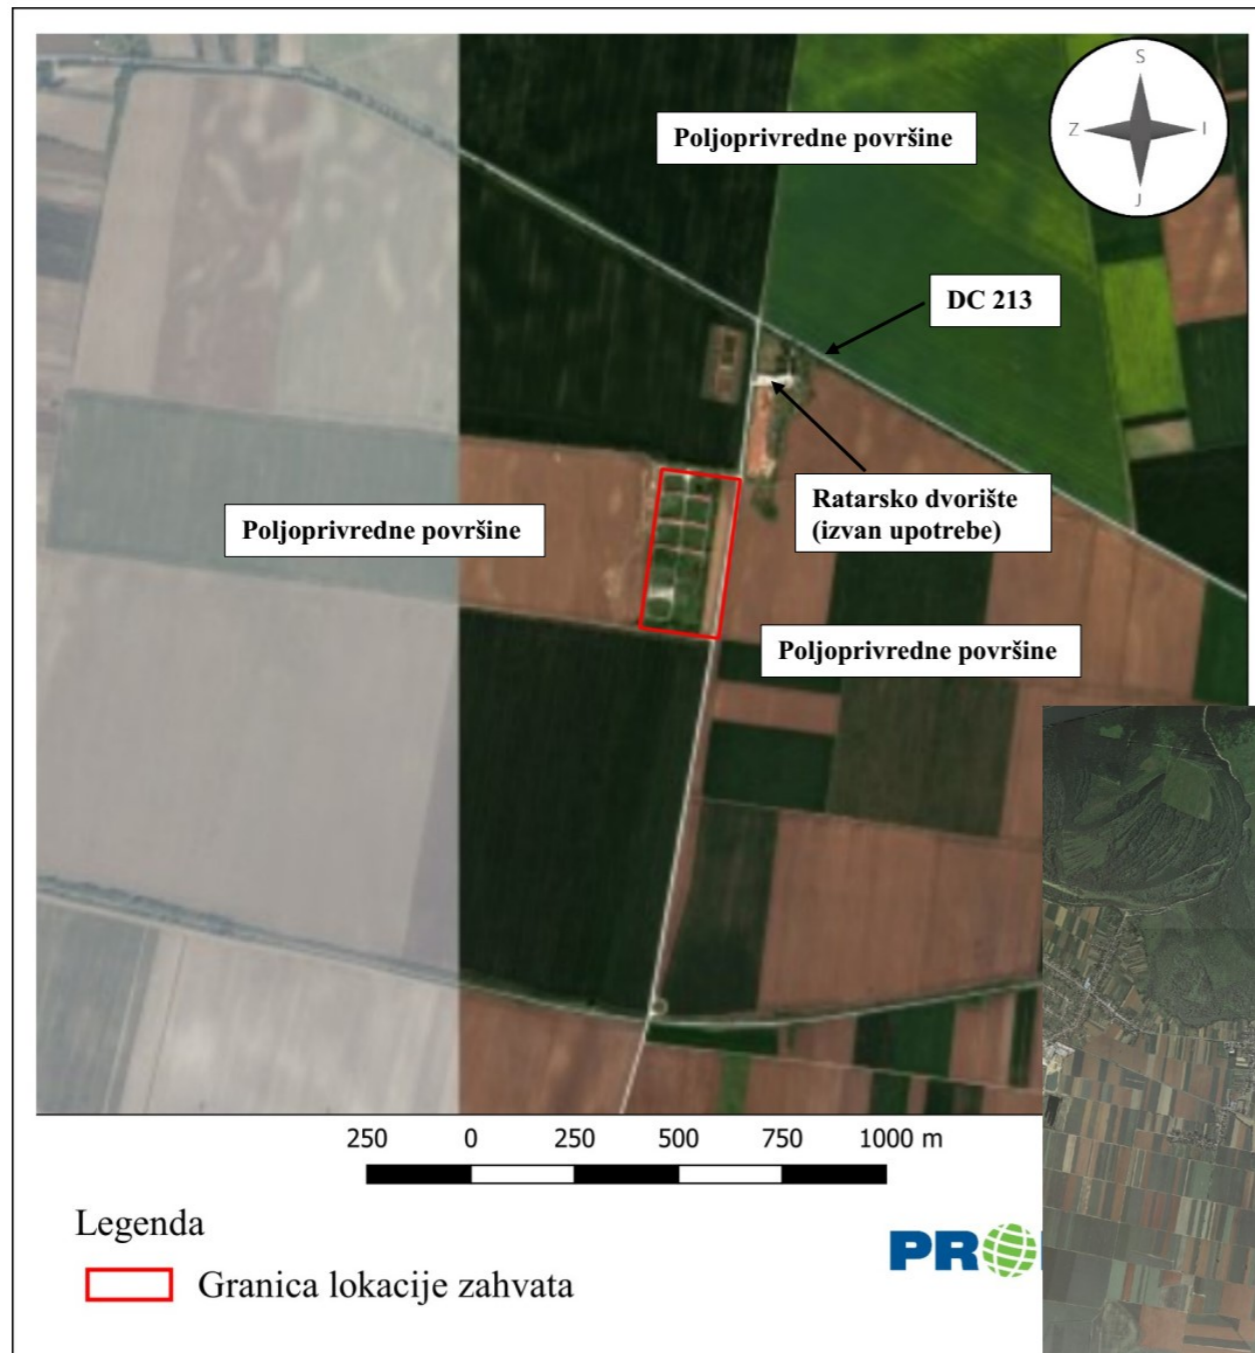 S
Poljoprivredne površine
Z
I
J
DC 213
Ratarsko dvorište
(izvan upotrebe)
Poljoprivredne površine
Poljoprivredne površine
250 0 250 500 750 1000 m
Legenda
Granica lokacije zahvata